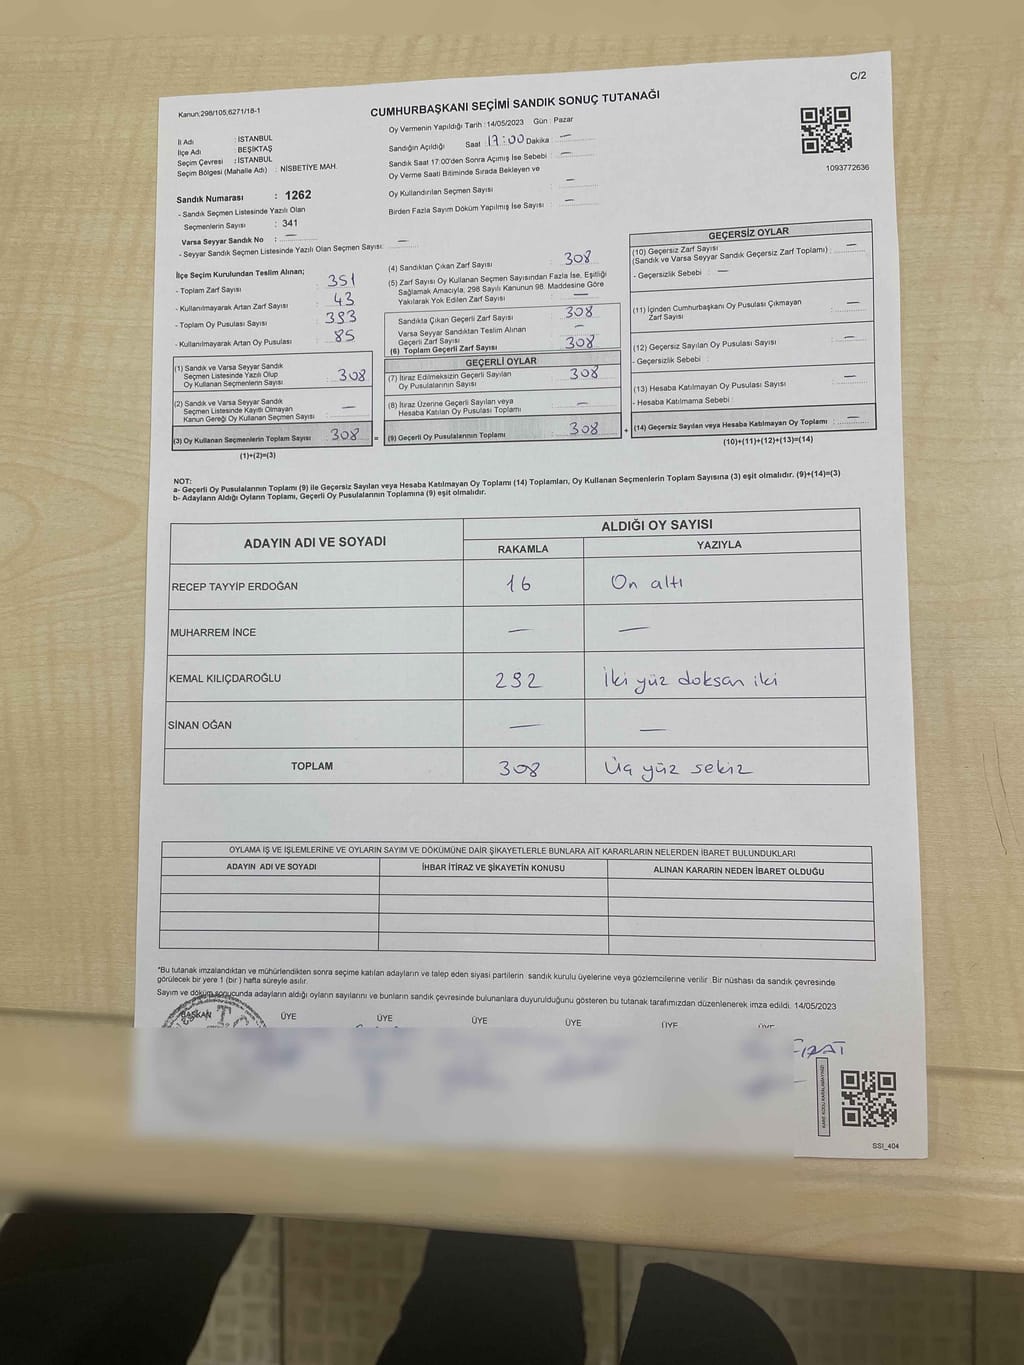 C/2
Kanun;298/105,6271/18-1
CUMHURBAŞKANI SEÇİMİ SANDIK SONUÇ TUTANAĞI
İl Adı : İSTANBUL
İlçe Adı : BEŞİKTAŞ
Seçim Çevresi : İSTANBUL
Seçim Bölgesi (Mahalle Adı) : NİSBETİYE MAH.
Oy Vermenin Yapıldığı Tarih : 14/05/2023 Gün : Pazar
Sandığın Açıldığı Saat 17:00 Dakika : —
Sandık Saat 17:00'den Sonra Açımış İse Sebebi : —
Oy Verme Saati Bitiminde Sırada Bekleyen ve
Oy Kullandırılan Seçmen Sayısı —
Birden Fazla Sayım Döküm Yapılmış İse Sayısı : —
1093772636
Sandık Numarası : 1262
- Sandık Seçmen Listesinde Yazılı Olan
Seçmenlerin Sayısı : 341
Varsa Seyyar Sandık No : —
- Seyyar Sandık Seçmen Listesinde Yazılı Olan Seçmen Sayısı: —
İlçe Seçim Kurulundan Teslim Alınan;
- Toplam Zarf Sayısı : 351
- Kullanılmayarak Artan Zarf Sayısı : 43
- Toplam Oy Pusulası Sayısı : 393
- Kullanılmayarak Artan Oy Pusulası : 85
(1) Sandık ve Varsa Seyyar Sandık
Seçmen Listesinde Yazılı Olup
Oy Kullanan Seçmenlerin Sayısı : 308
(2) Sandık ve Varsa Seyyar Sandık
Seçmen Listesinde Kayıtlı Olmayan
Kanun Gereği Oy Kullanan Seçmen Sayısı : —
(3) Oy Kullanan Seçmenlerin Toplam Sayısı : 308 =
(1)+(2)=(3)
(4) Sandıktan Çıkan Zarf Sayısı : 308
(5) Zarf Sayısı Oy Kullanan Seçmen Sayısından Fazla İse, Eşitliği
Sağlamak Amacıyla, 298 Sayılı Kanunun 98. Maddesine Göre
Yakılarak Yok Edilen Zarf Sayısı : —
Sandıkta Çıkan Geçerli Zarf Sayısı : 308
Varsa Seyyar Sandıktan Teslim Alınan
Geçerli Zarf Sayısı : —
(6) Toplam Geçerli Zarf Sayısı : 308
GEÇERLİ OYLAR
(7) İtiraz Edilmeksizin Geçerli Sayılan
Oy Pusulalarının Sayısı : 308
(8) İtiraz Üzerine Geçerli Sayılan veya
Hesaba Katılan Oy Pusulası Toplamı : —
(9) Geçerli Oy Pusulalarının Toplamı : 308 +
GEÇERSİZ OYLAR
(10) Geçersiz Zarf Sayısı
(Sandık ve Varsa Seyyar Sandık Geçersiz Zarf Toplamı) : —
- Geçersizlik Sebebi : —
(11) İçinden Cumhurbaşkanı Oy Pusulası Çıkmayan
Zarf Sayısı : —
(12) Geçersiz Sayılan Oy Pusulası Sayısı : —
- Geçersizlik Sebebi :
(13) Hesaba Katılmayan Oy Pusulası Sayısı : —
- Hesaba Katılmama Sebebi :
(14) Geçersiz Sayılan veya Hesaba Katılmayan Oy Toplamı : —
(10)+(11)+(12)+(13)=(14)
NOT:
a- Geçerli Oy Pusulalarının Toplamı (9) ile Geçersiz Sayılan veya Hesaba Katılmayan Oy Toplamı (14) Toplamları, Oy Kullanan Seçmenlerin Toplam Sayısına (3) eşit olmalıdır. (9)+(14)=(3)
b- Adayların Aldığı Oyların Toplamı, Geçerli Oy Pusulalarının Toplamına (9) eşit olmalıdır.
ADAYIN ADI VE SOYADI
ALDIĞI OY SAYISI
RAKAMLA YAZIYLA
RECEP TAYYİP ERDOĞAN 16 On altı
MUHARREM İNCE — —
KEMAL KILIÇDAROĞLU 292 İki yüz doksan iki
SİNAN OĞAN — —
TOPLAM 308 Üç yüz sekiz
OYLAMA İŞ VE İŞLEMLERİNE VE OYLARIN SAYIM VE DÖKÜMÜNE DAİR ŞİKAYETLERLE BUNLARA AİT KARARLARIN NELERDEN İBARET BULUNDUKLARI
ADAYIN ADI VE SOYADI İHBAR İTİRAZ VE ŞİKAYETİN KONUSU ALINAN KARARIN NEDEN İBARET OLDUĞU
*Bu tutanak imzalandıktan ve mühürlendikten sonra seçime katılan adayların ve talep eden siyasi partilerin sandık kurulu üyelerine veya gözlemcilerine verilir. Bir nüshası da sandık çevresinde
görülecek bir yere 1 (bir ) hafta süreyle asılır.
Sayım ve döküm sonucunda adayların aldığı oyların sayılarını ve bunların sandık çevresinde bulunanlara duyurulduğunu gösteren bu tutanak tarafımızdan düzenlenerek imza edildi. 14/05/2023
BAŞKAN ÜYE ÜYE ÜYE ÜYE ÜYE ÜYE
SSİ_404